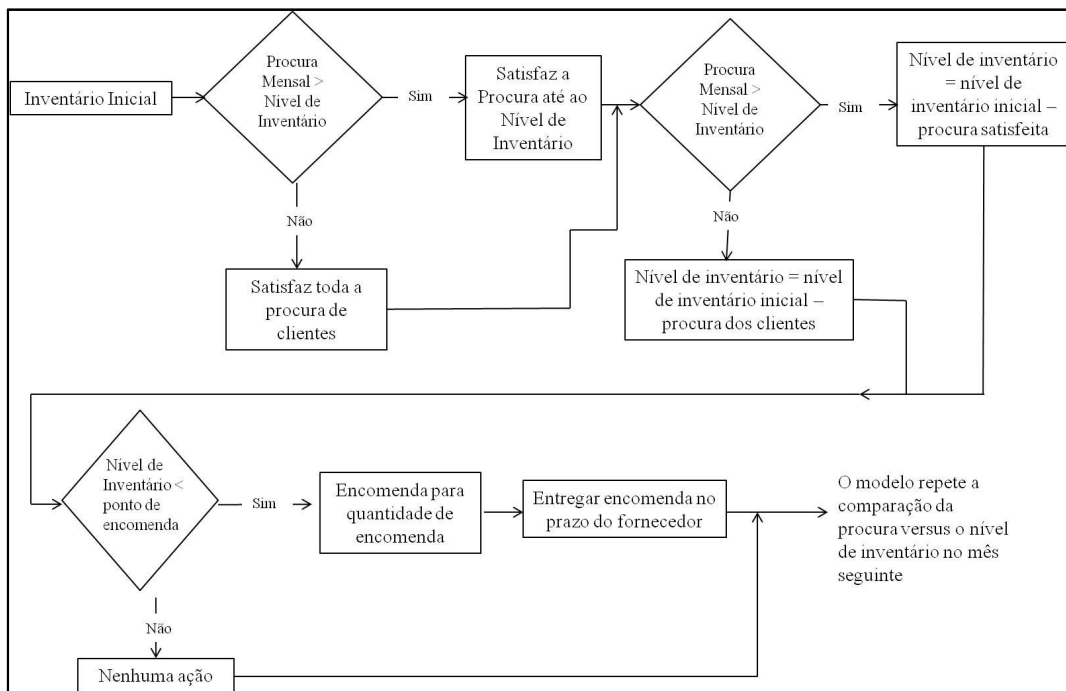 Inventário Inicial
Procura
Mensal >
Nível de
Inventário
Sim
Satisfaz a
Procura até ao
Nível de
Inventário
Procura
Mensal >
Nível de
Inventário
Sim
Nível de inventário
= nível de
inventário inicial –
procura satisfeita
Não
Satisfaz toda a
procura de
clientes
Não
Nível de inventário = nível
de inventário inicial –
procura dos clientes
Nível de
Inventário <
ponto de
encomenda
Sim
Encomenda para
quantidade de
encomenda
Entregar encomenda no
prazo do fornecedor
O modelo repete a
comparação da
procura versus o nível
de inventário no mês
seguinte
Não
Nenhuma ação